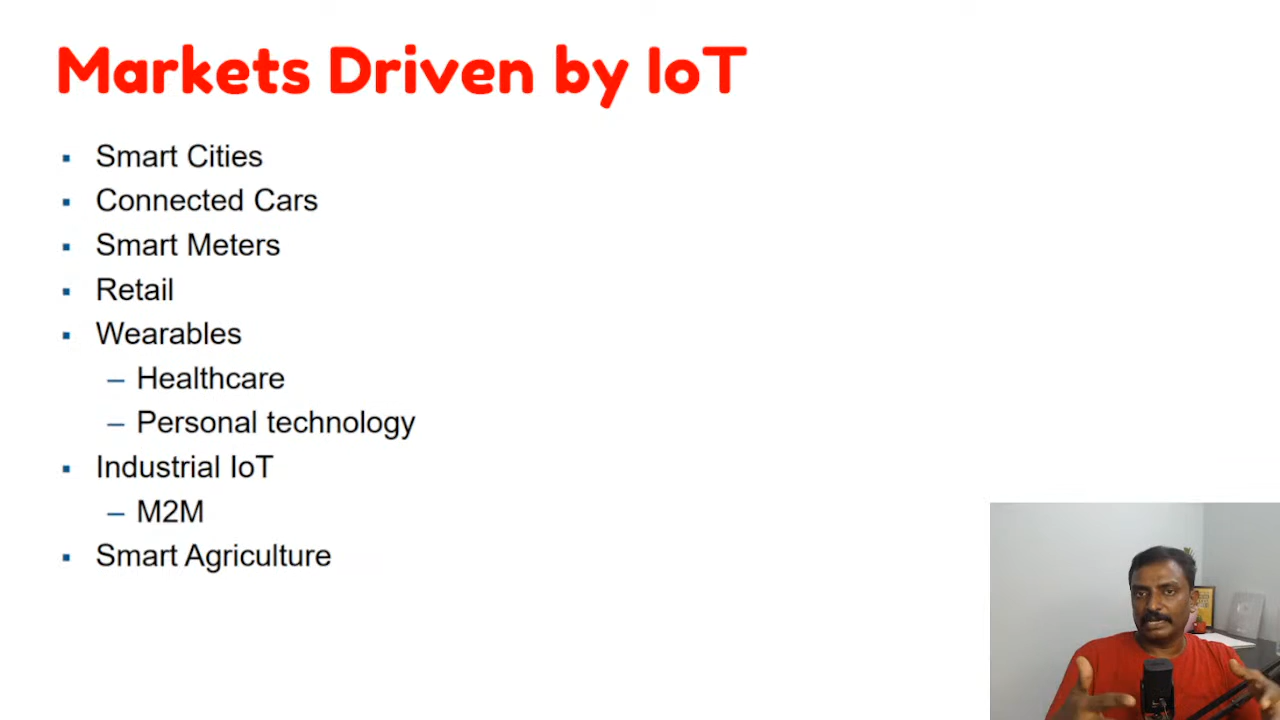 Markets Driven by IoT
▪ Smart Cities
▪ Connected Cars
▪ Smart Meters
▪ Retail
▪ Wearables
– Healthcare
– Personal technology
▪ Industrial IoT
– M2M
▪ Smart Agriculture